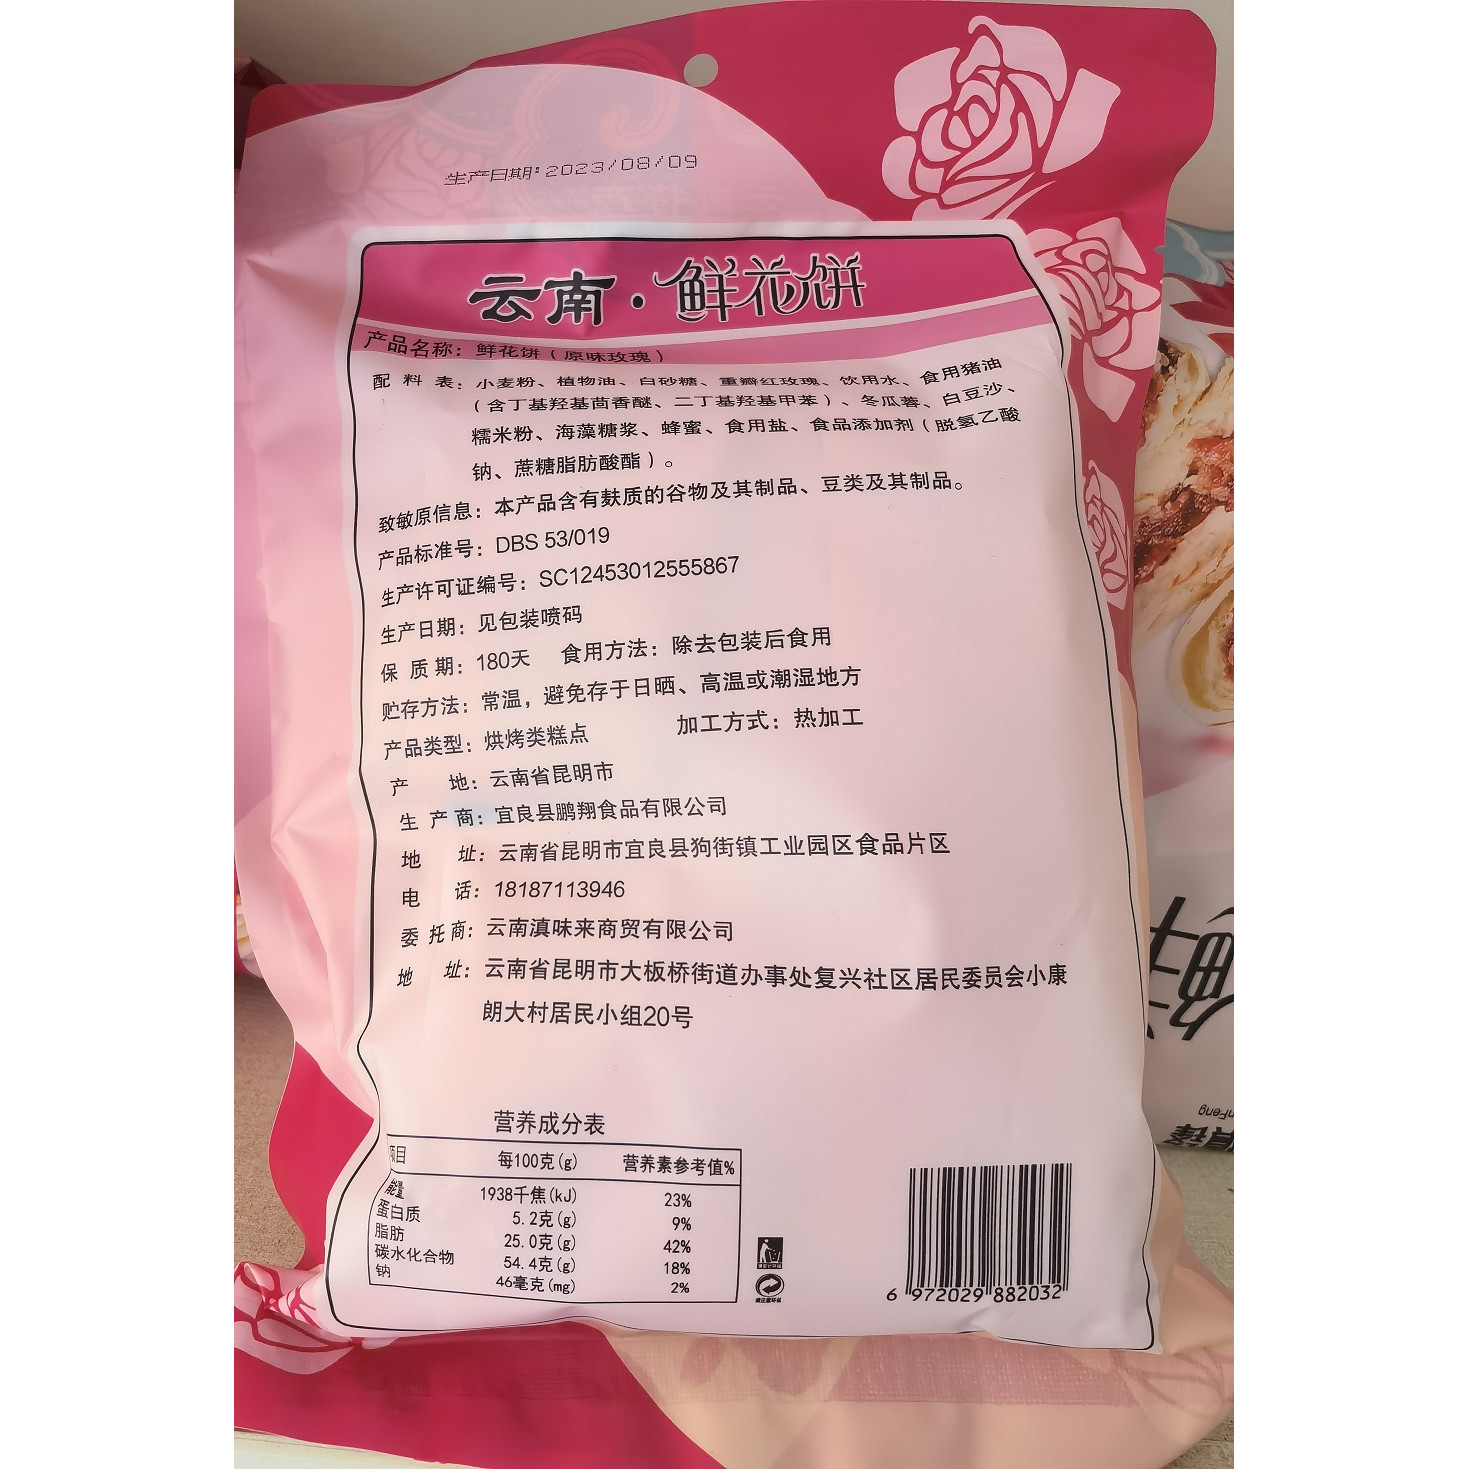 生产日期:2023/08/09
云南·鲜花饼
产品名称：鲜花饼（原味玫瑰）
配料表：小麦粉、植物油、白砂糖、重瓣红玫瑰、饮用水、食用猪油
（含丁基羟基茴香醚、二丁基羟基甲苯）、冬瓜蓉、白豆沙、
糯米粉、海藻糖浆、蜂蜜、食用盐、食品添加剂（脱氢乙酸
钠、蔗糖脂肪酸酯）。
致敏原信息：本产品含有麸质的谷物及其制品、豆类及其制品。
产品标准号：DBS 53/019
生产许可证编号：SC12453012555867
生产日期：见包装喷码
保质期：180天 食用方法：除去包装后食用
贮存方法：常温，避免存于日晒、高温或潮湿地方
产品类型：烘烤类糕点 加工方式：热加工
产地：云南省昆明市
生产商：宜良县鹏翔食品有限公司
地址：云南省昆明市宜良县狗街镇工业园区食品片区
电话：18187113946
委托商：云南滇味来商贸有限公司
地址：云南省昆明市大板桥街道办事处复兴社区居民委员会小康
朗大村居民小组20号
营养成分表
项目 每100克(g) 营养素参考值%
能量 1938千焦(kJ) 23%
蛋白质 5.2克(g) 9%
脂肪 25.0克(g) 42%
碳水化合物 54.4克(g) 18%
钠 46毫克(mg) 2%
6 972029 882032